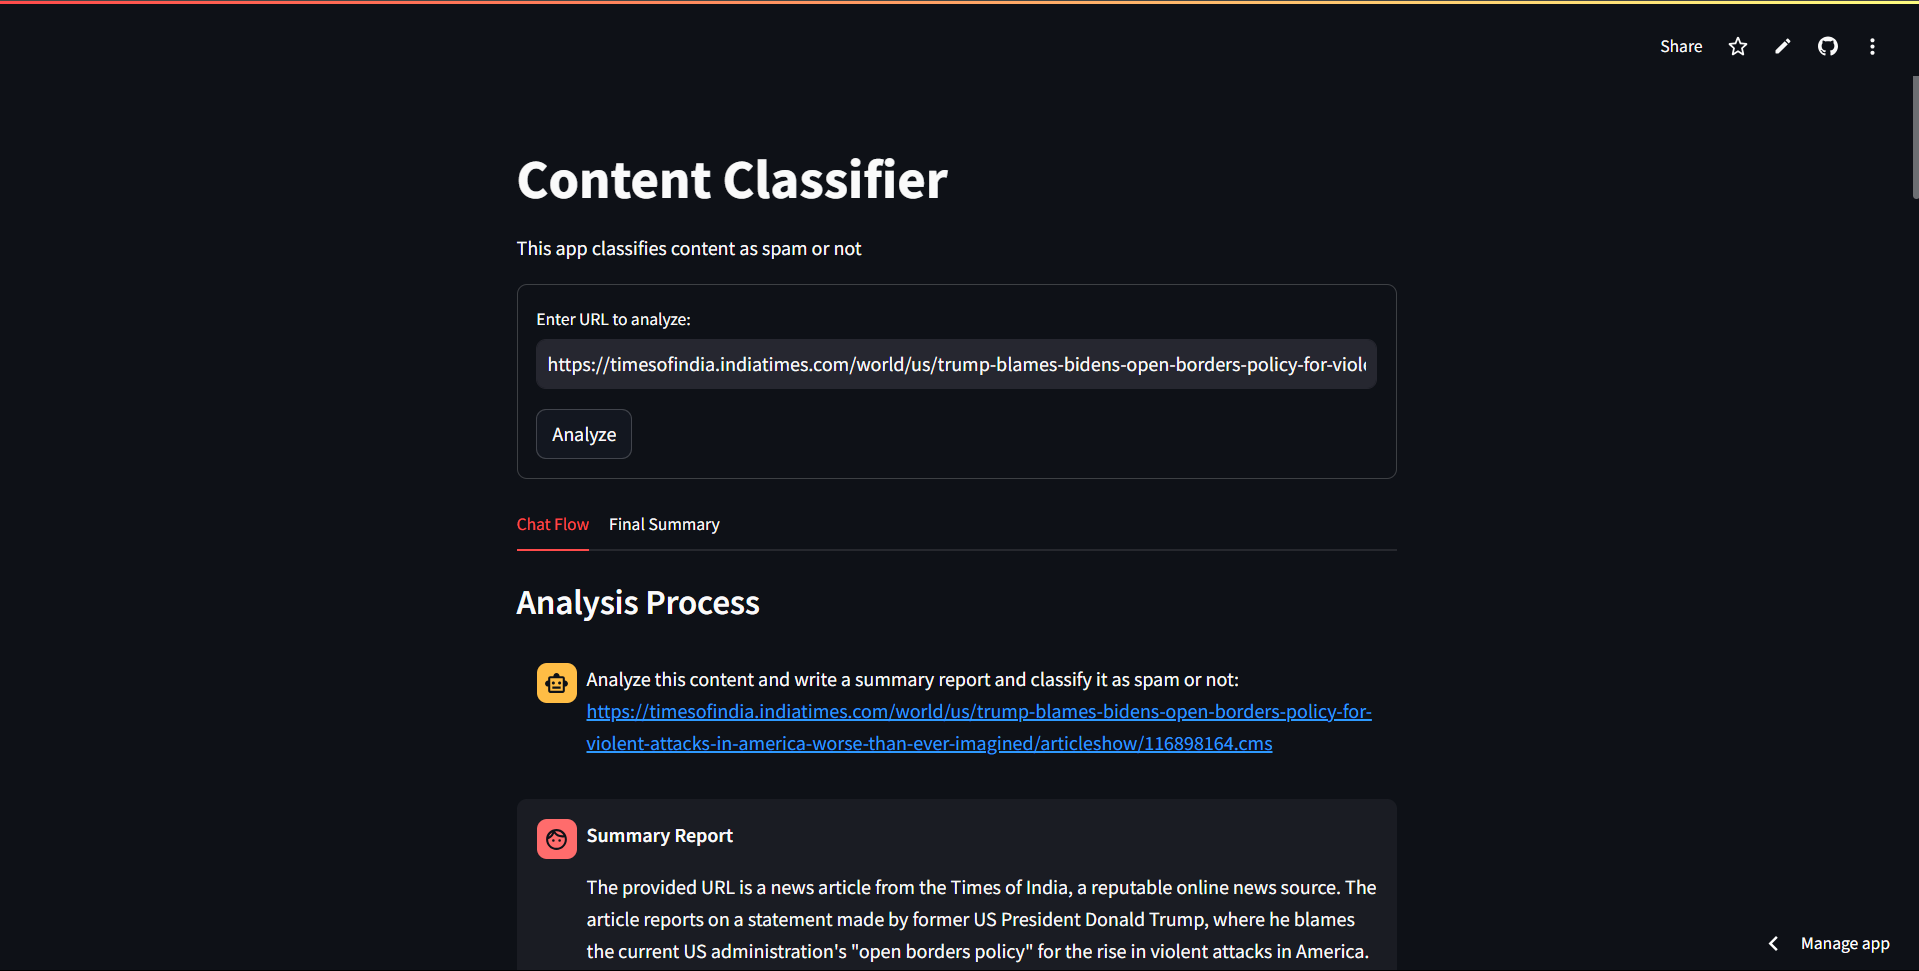 Share
Content Classifier
This app classifies content as spam or not
Enter URL to analyze:
https://timesofindia.indiatimes.com/world/us/trump-blames-bidens-open-borders-policy-for-viole
Analyze
Chat Flow Final Summary
Analysis Process
Analyze this content and write a summary report and classify it as spam or not:
https://timesofindia.indiatimes.com/world/us/trump-blames-bidens-open-borders-policy-for-
violent-attacks-in-america-worse-than-ever-imagined/articleshow/116898164.cms
Summary Report
The provided URL is a news article from the Times of India, a reputable online news source. The
article reports on a statement made by former US President Donald Trump, where he blames
the current US administration's "open borders policy" for the rise in violent attacks in America.
Manage app